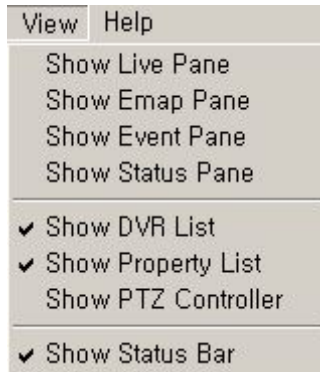 View Help
Show Live Pane
Show Emap Pane
Show Event Pane
Show Status Pane
Show DVR List
Show Property List
Show PTZ Controller
Show Status Bar